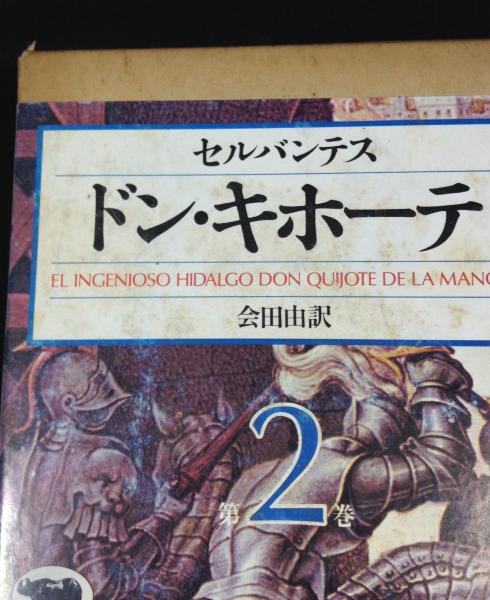 セルバンテス
ドン・キホーテ
EL INGENIOSO HIDALGO DON QUIJOTE DE LA MANC
会田由訳
第2巻